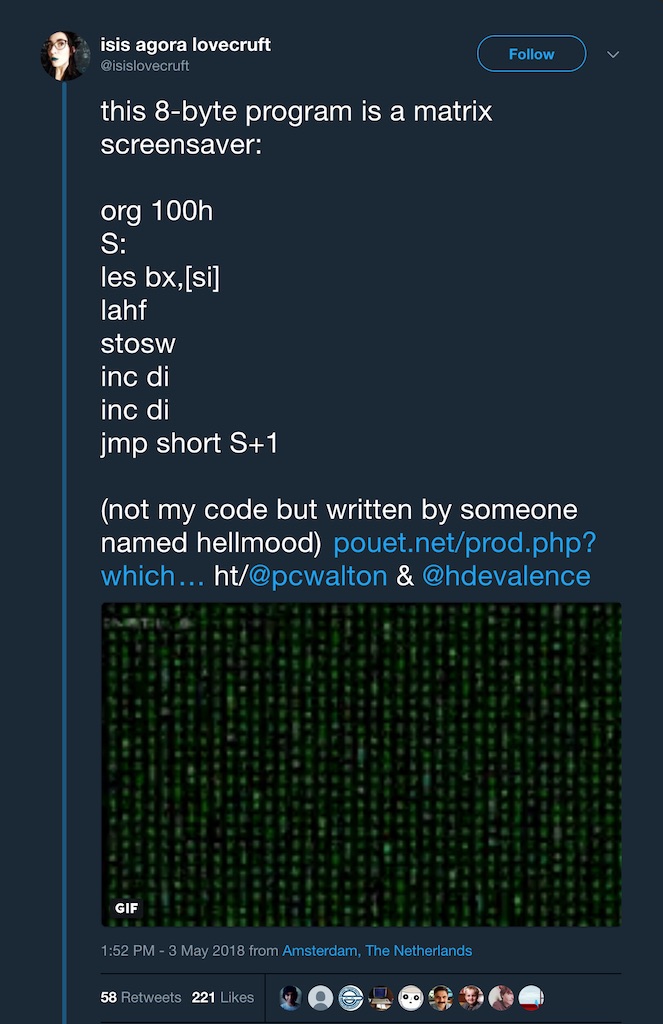 isis agora lovecruft
@isislovecruft
Follow
this 8-byte program is a matrix
screensaver:
org 100h
S:
les bx,[si]
lahf
stosw
inc di
inc di
jmp short S+1
(not my code but written by someone
named hellmood) pouet.net/prod.php?
which… ht/@pcwalton & @hdevalence
GIF
1:52 PM - 3 May 2018 from Amsterdam, The Netherlands
58 Retweets 221 Likes